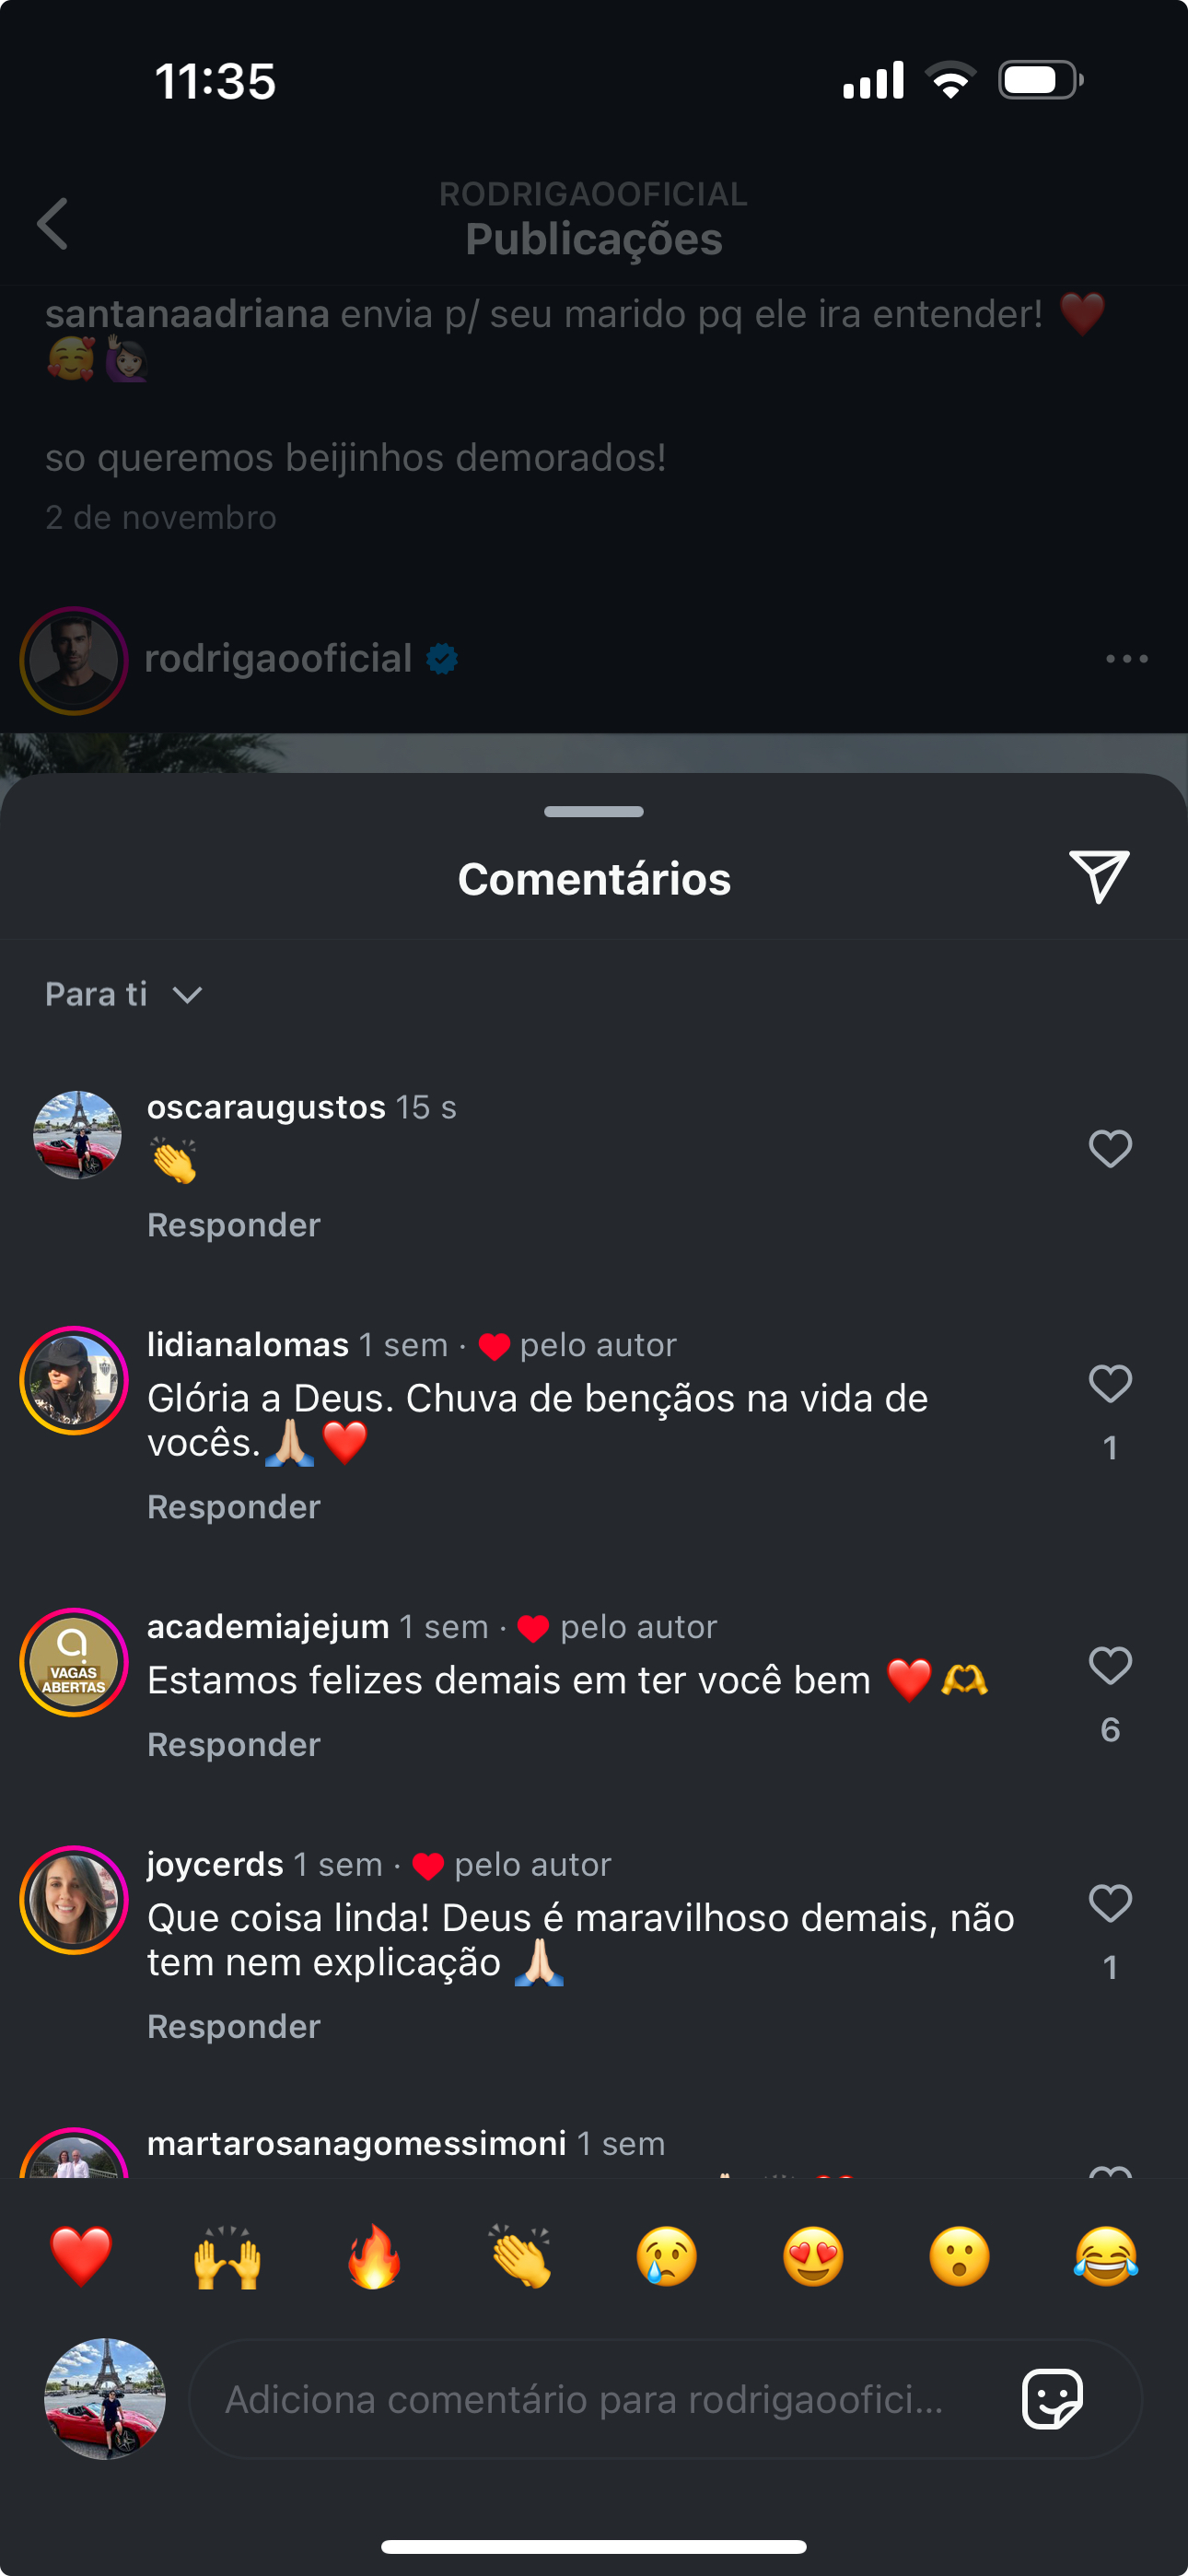 11:35
RODRIGAOOFICIAL
Publicações
santanaadriana envia p/ seu marido pq ele ira entender! ❤️
🥰🙋🏻‍♀️
so queremos beijinhos demorados!
2 de novembro
rodrigaooficial
Comentários
Para ti
oscaraugustos 15 s
👏
Responder
lidianalomas 1 sem · ❤️ pelo autor
Glória a Deus. Chuva de bençãos na vida de
vocês.🙏🏼❤️
1
Responder
academiajejum 1 sem · ❤️ pelo autor
VAGAS
ABERTAS
Estamos felizes demais em ter você bem ❤️🫶
6
Responder
joycerds 1 sem · ❤️ pelo autor
Que coisa linda! Deus é maravilhoso demais, não
tem nem explicação 🙏🏻
1
Responder
martarosanagomessimoni 1 sem
❤️ 🙌 🔥 👏 😢 😍 😮 😂
Adiciona comentário para rodrigaoofici...